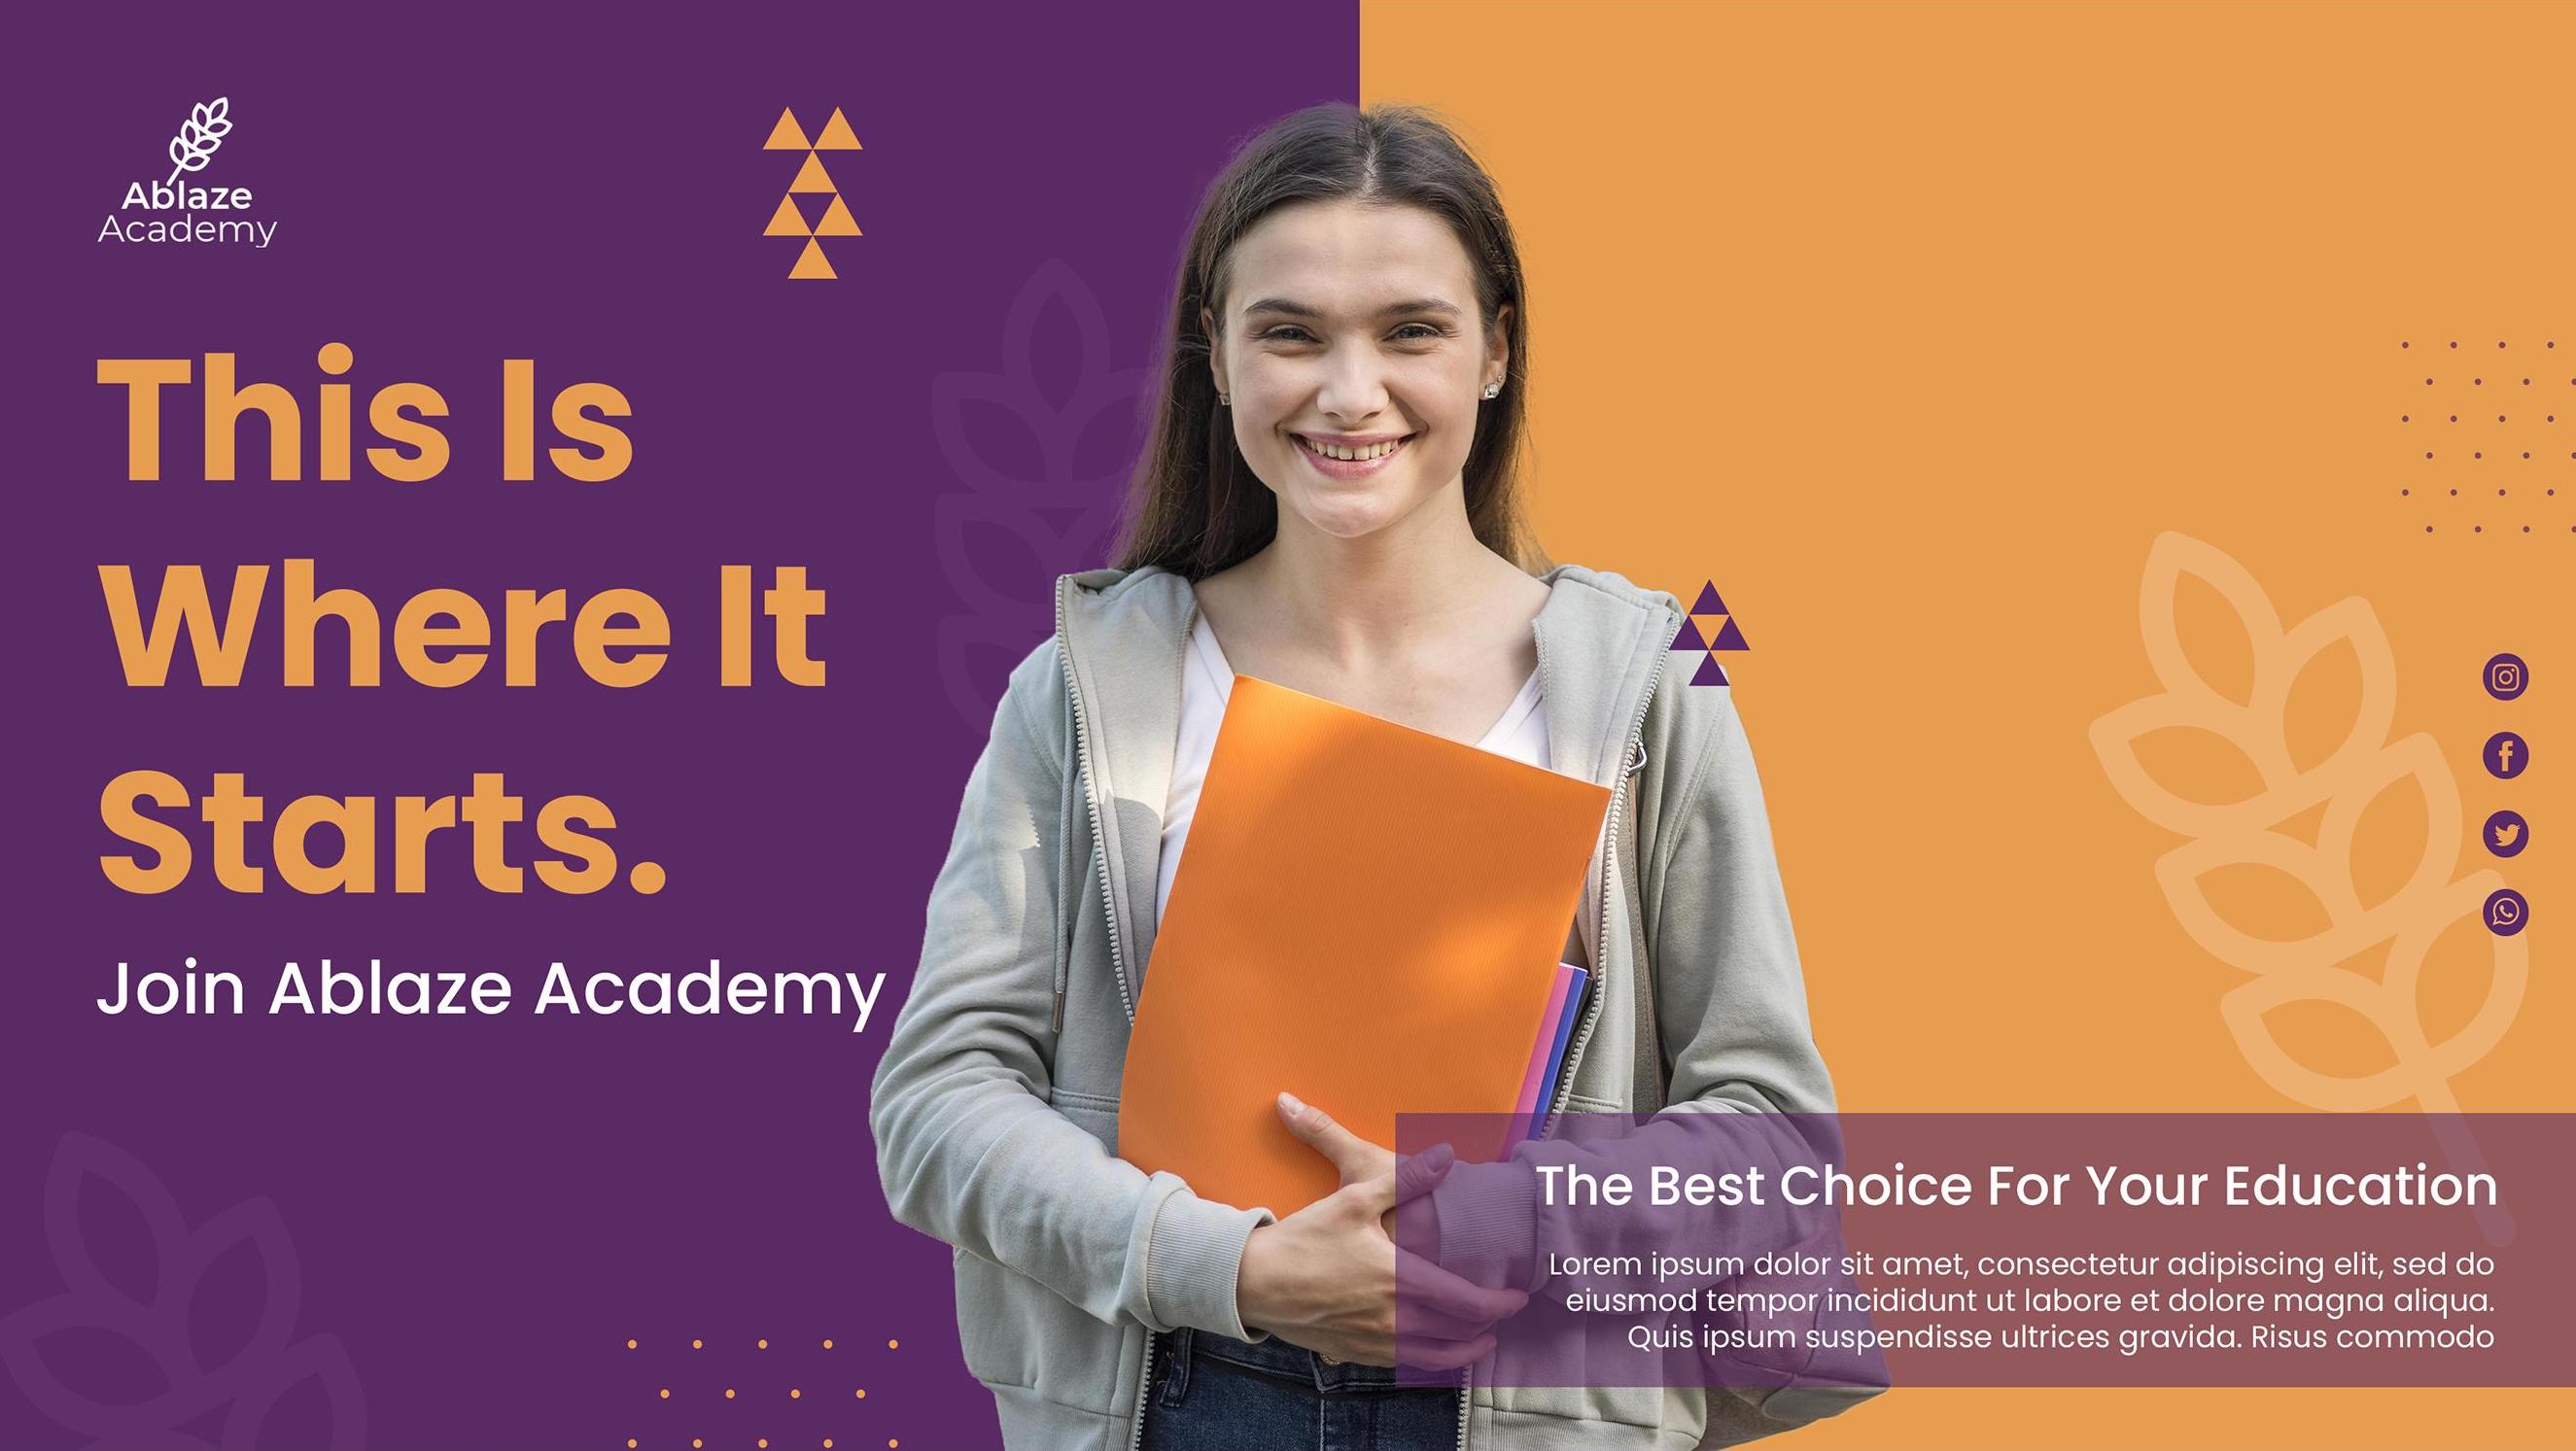 Ablaze
Academy
This Is
Where It
Starts.
Join Ablaze Academy
The Best Choice For Your Education
Lorem ipsum dolor sit amet, consectetur adipiscing elit, sed do
eiusmod tempor incididunt ut labore et dolore magna aliqua.
Quis ipsum suspendisse ultrices gravida. Risus commodo